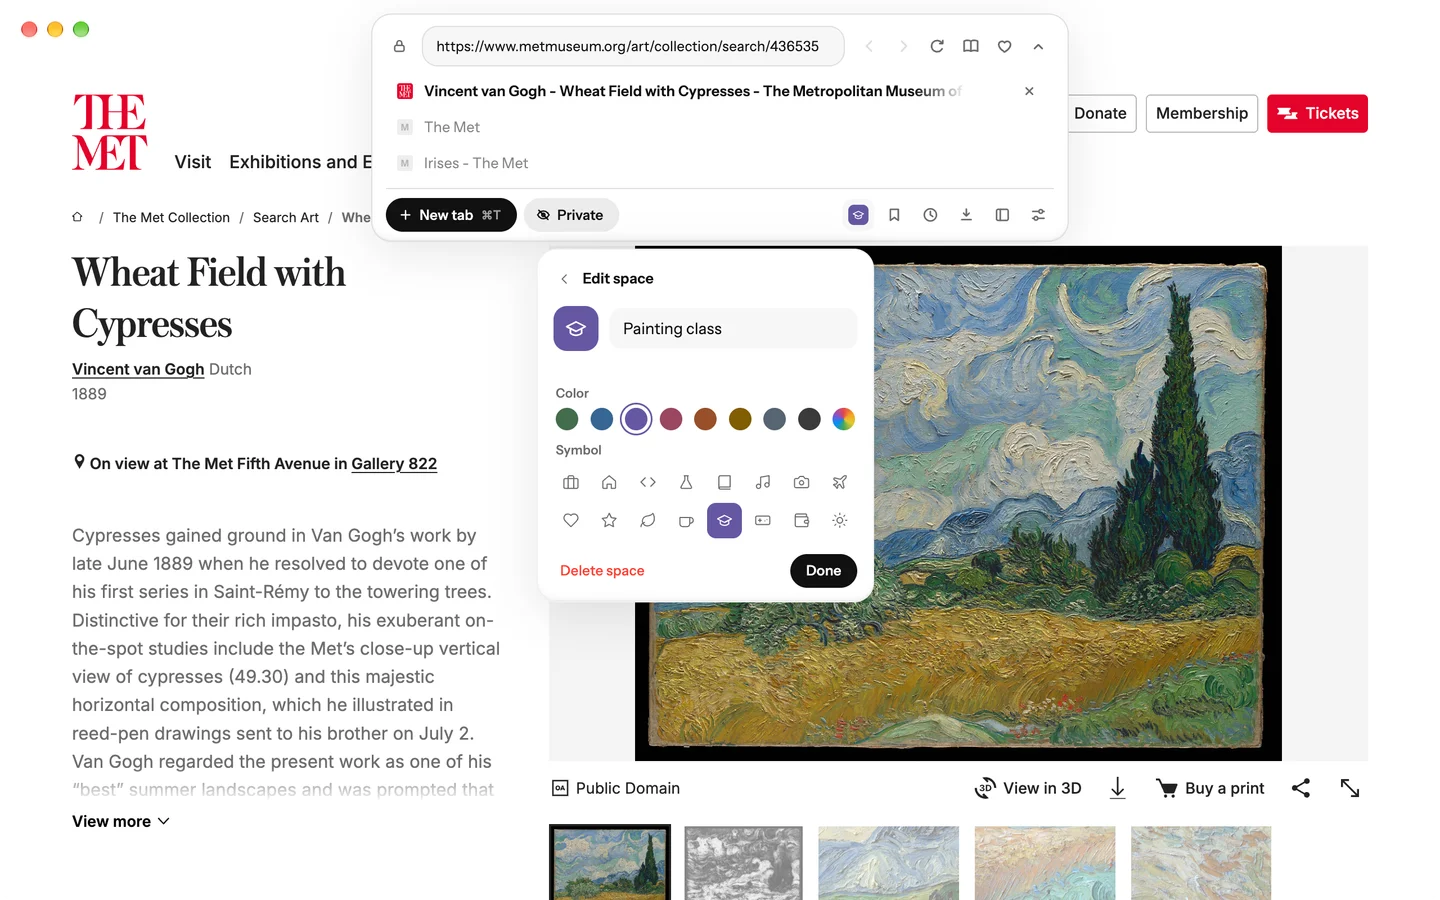 https://www.metmuseum.org/art/collection/search/436535
THE MET Vincent van Gogh - Wheat Field with Cypresses - The Metropolitan Museum of
M The Met
M Irises - The Met
New tab ⌘T
Private
THE
MET
Visit
Exhibitions and E
Donate
Membership
Tickets
/ The Met Collection / Search Art / Whe
Wheat Field with
Cypresses
Vincent van Gogh Dutch
1889
On view at The Met Fifth Avenue in Gallery 822
Cypresses gained ground in Van Gogh’s work by
late June 1889 when he resolved to devote one of
his first series in Saint-Rémy to the towering trees.
Distinctive for their rich impasto, his exuberant on-
the-spot studies include the Met’s close-up vertical
view of cypresses (49.30) and this majestic
horizontal composition, which he illustrated in
reed-pen drawings sent to his brother on July 2.
Van Gogh regarded the present work as one of his
“best” summer landscapes and was prompted that
View more
Edit space
Painting class
Color
Symbol
Delete space
Done
OA Public Domain
3D View in 3D
Buy a print